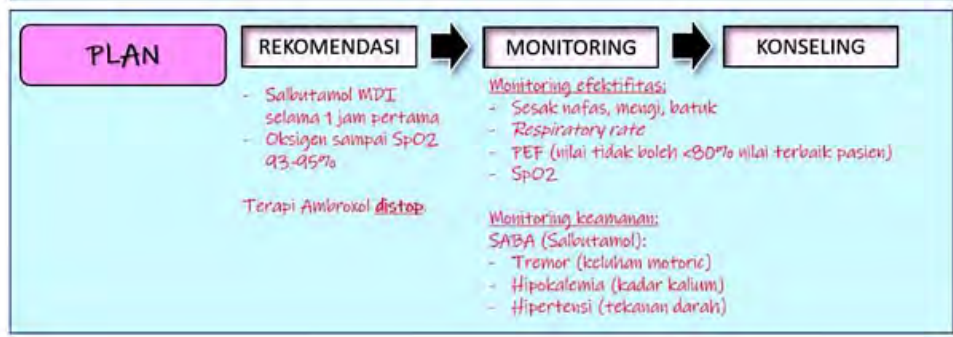 PLAN
REKOMENDASI
MONITORING
KONSELING
- Salbutamol MDI
selama 1 jam pertama
- Oksigen sampai SpO2
93-95%
Terapi Ambroxol distop
Monitoring efektifitas:
- Sesak nafas, mengi, batuk
- Respiratory rate
- PEF (nilai tidak boleh <80% nilai terbaik pasien)
- SpO2
Monitoring keamanan:
SABA (Salbutamol):
- Tremor (keluhan motoric)
- Hipokalemia (kadar kalium)
- Hipertensi (tekanan darah)